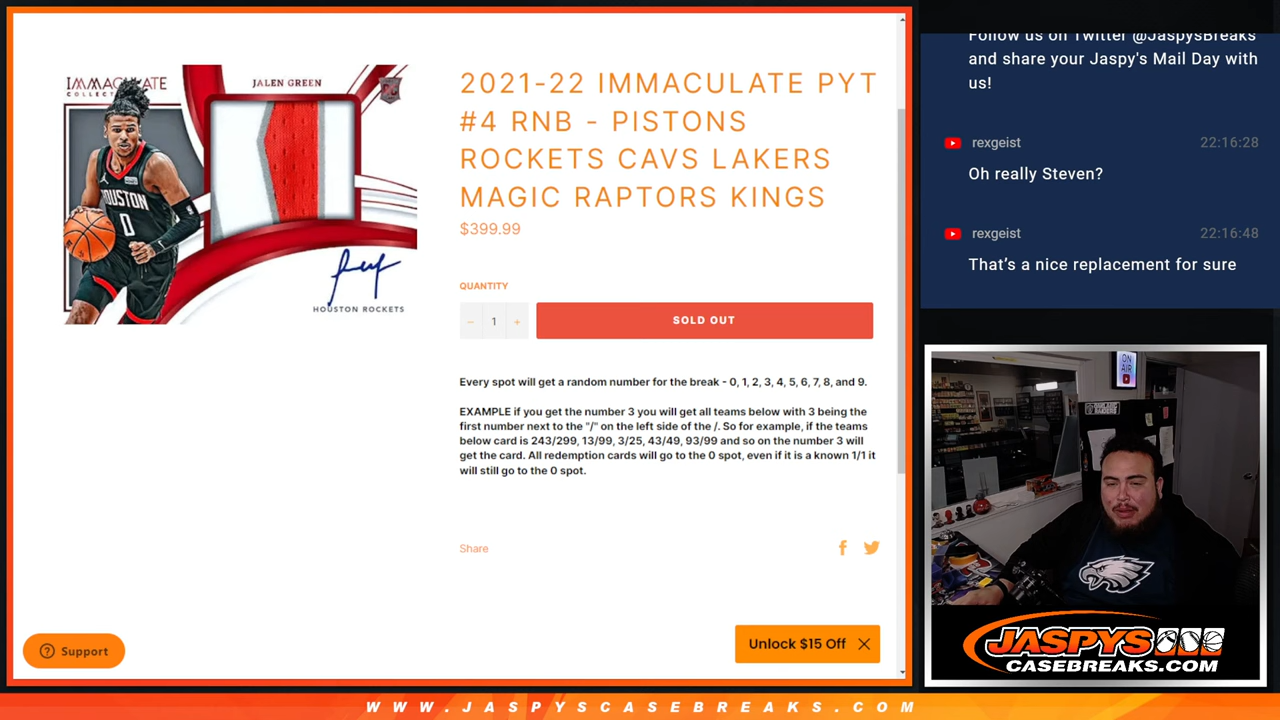 IMMACULATE
COLLECTION
JALEN GREEN
HOUSTON
0
HOUSTON ROCKETS
2021-22 IMMACULATE PYT
#4 RNB - PISTONS
ROCKETS CAVS LAKERS
MAGIC RAPTORS KINGS
$399.99
QUANTITY
− 1 +
SOLD OUT
Every spot will get a random number for the break - 0, 1, 2, 3, 4, 5, 6, 7, 8, and 9.
EXAMPLE if you get the number 3 you will get all teams below with 3 being the
first number next to the "/" on the left side of the /. So for example, if the teams
below card is 243/299, 13/99, 3/25, 43/49, 93/99 and so on the number 3 will
get the card. All redemption cards will go to the 0 spot, even if it is a known 1/1 it
will still go to the 0 spot.
Share
Support
Unlock $15 Off
Follow us on Twitter @JaspysBreaks
and share your Jaspy's Mail Day with
us!
rexgeist 22:16:28
Oh really Steven?
rexgeist 22:16:48
That's a nice replacement for sure
ON
AIR
JASPYS
CASEBREAKS.COM
WWW.JASPYSCASEBREAKS.COM